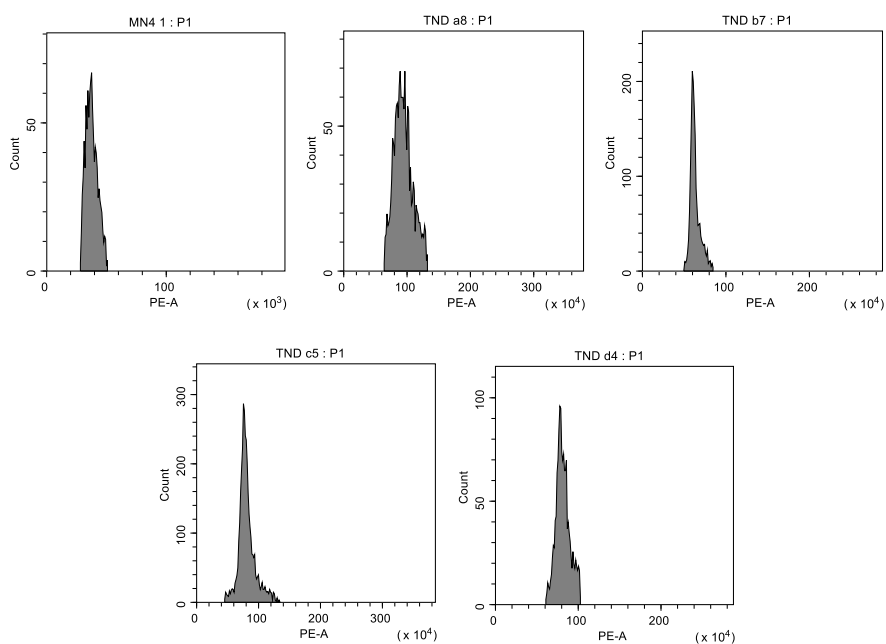 MN4 1 : P1
Count
50
0
0
100
PE-A
(x 10³)
TND a8 : P1
Count
50
0
0
100
200
300
PE-A
(x 10⁴)
TND b7 : P1
Count
200
100
0
0
100
200
PE-A
(x 10⁴)
TND c5 : P1
Count
300
200
100
0
0
100
200
300
PE-A
(x 10⁴)
TND d4 : P1
Count
100
50
0
0
100
200
PE-A
(x 10⁴)